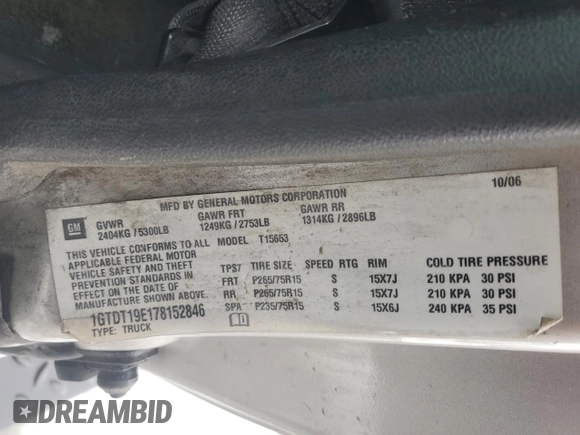 MFD BY GENERAL MOTORS CORPORATION 10/06
GM GVWR GAWR FRT GAWR RR
2404KG / 5300LB 1249KG / 2753LB 1314KG / 2896LB
THIS VEHICLE CONFORMS TO ALL MODEL T15653
APPLICABLE FEDERAL MOTOR
VEHICLE SAFETY AND THEFT
PREVENTION STANDARDS IN
EFFECT ON THE DATE OF
MANUFACTURE SHOWN ABOVE.
1GTDT19E178152846
TYPE: TRUCK
TPS7 TIRE SIZE SPEED RTG RIM COLD TIRE PRESSURE
FRT P265/75R15 S 15X7J 210 KPA 30 PSI
RR P265/75R15 S 15X7J 210 KPA 30 PSI
SPA P235/75R15 S 15X6J 240 KPA 35 PSI
DREAMBID